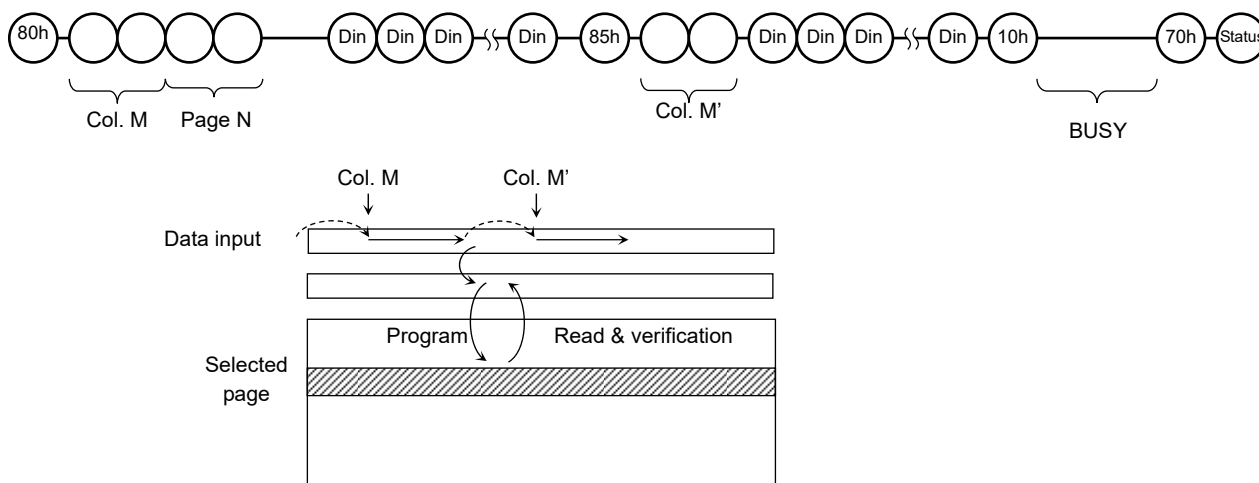 80h Din Din Din Din 85h Din Din Din Din 10h 70h Status
Col. M Page N Col. M’ BUSY
Col. M Col. M’
Data input
Program Read & verification
Selected
page